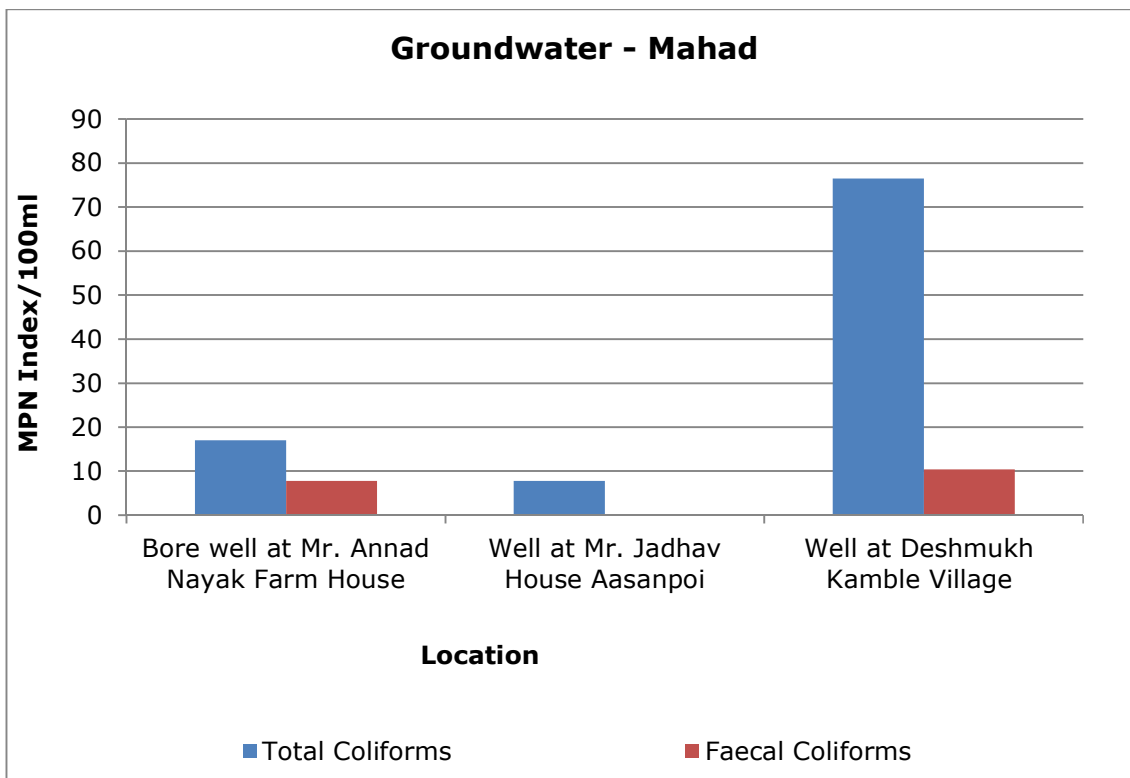 Groundwater - Mahad
MPN Index/100ml
90
80
70
60
50
40
30
20
10
0
Bore well at Mr. Annad
Nayak Farm House
Well at Mr. Jadhav
House Aasanpoi
Well at Deshmukh
Kamble Village
Location
Total Coliforms
Faecal Coliforms